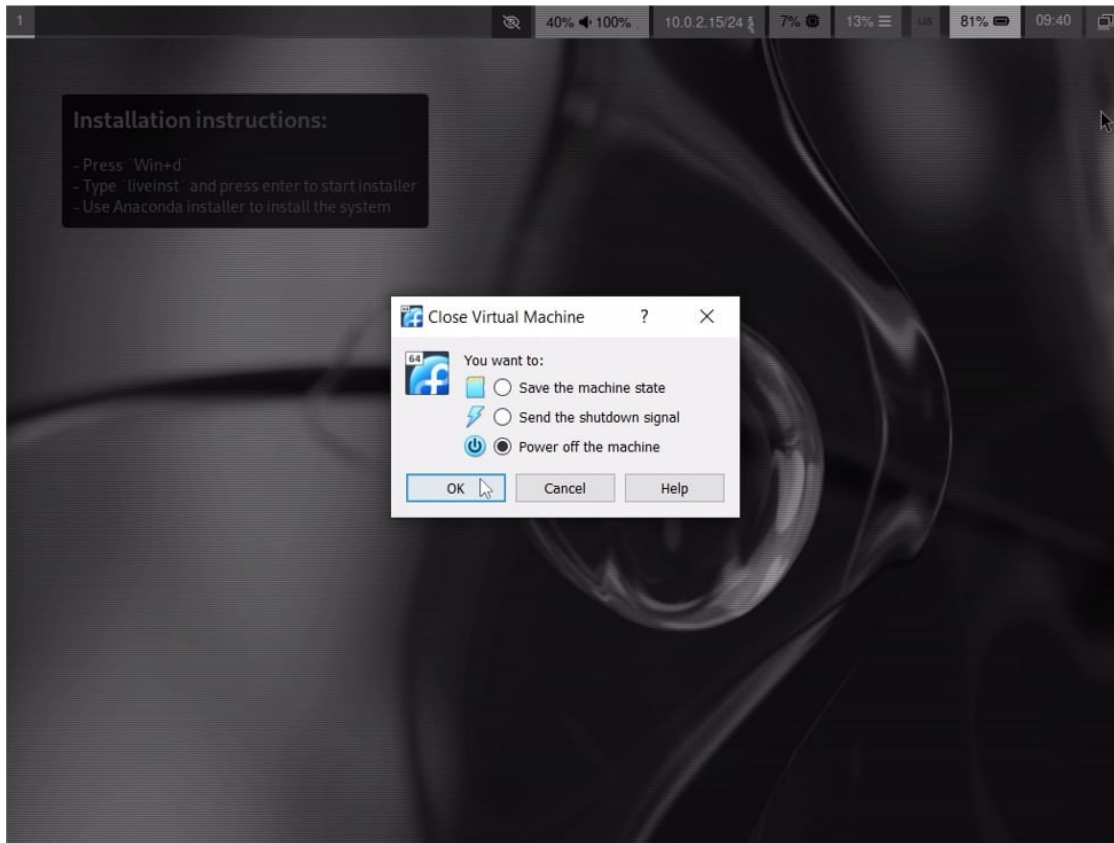 1
40% 100%
10.0.2.15/24
7%
13%
us
81%
09:40
Installation instructions:
- Press `Win+d`
- Type `liveinst` and press enter to start installer
- Use Anaconda installer to install the system
64
Close Virtual Machine ?
64
You want to:
Save the machine state
Send the shutdown signal
Power off the machine
OK Cancel Help